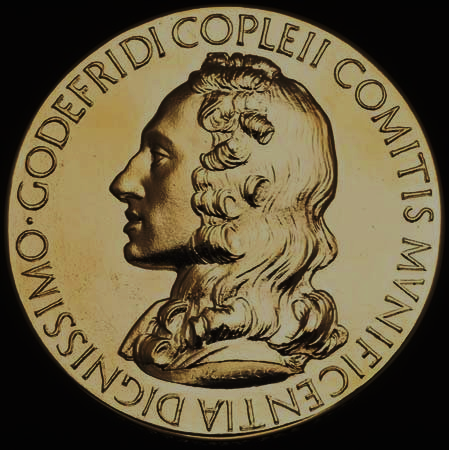 GODEFRIDI COPLEII COMITIS MVNIFICENTIA DIGNISSIMO ·